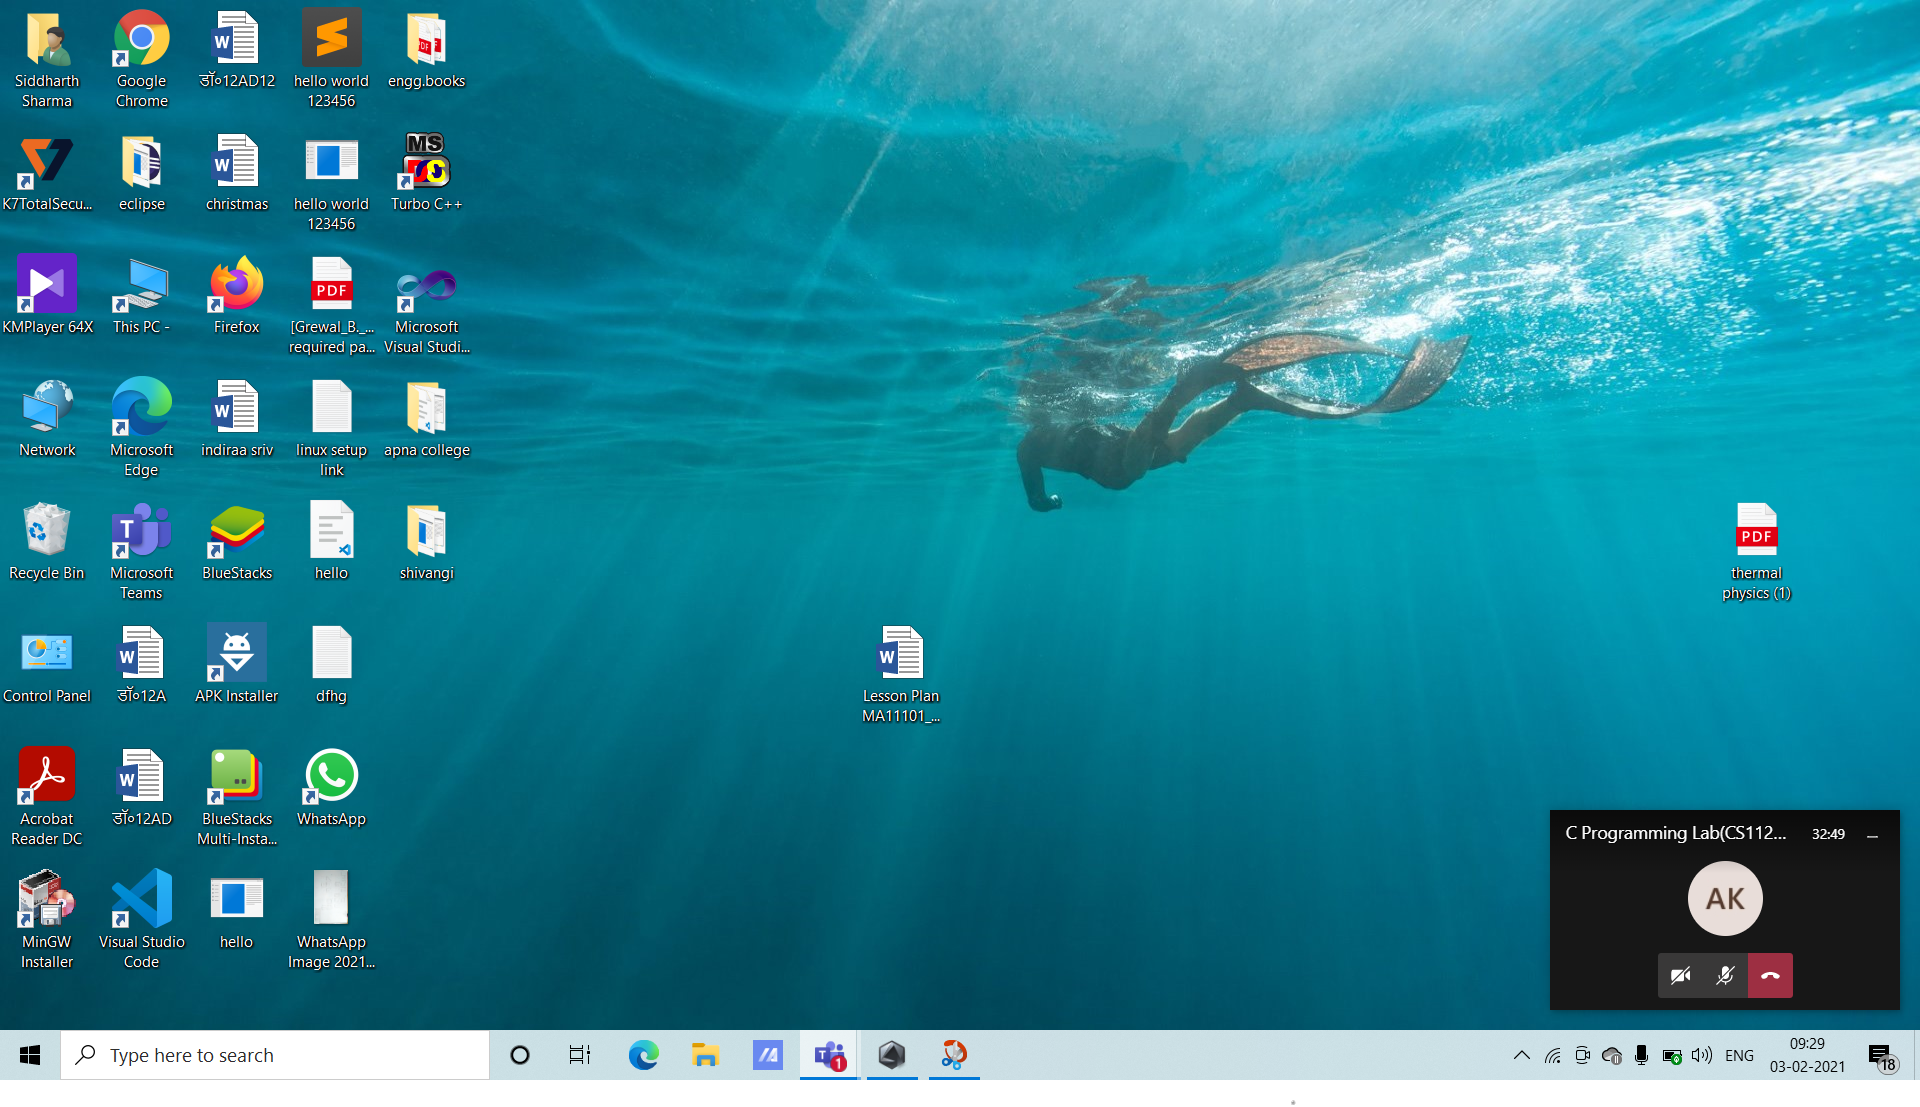 Siddharth
Sharma
Google
Chrome
डॉ०12AD12
hello world
123456
engg.books
K7TotalSecu...
eclipse
christmas
hello world
123456
MS
Turbo C++
KMPlayer 64X
This PC -
Firefox
PDF
[Grewal_B._...
required pa...
Microsoft
Visual Studi...
Network
Microsoft
Edge
indiraa sriv
linux setup
link
apna college
Recycle Bin
Microsoft
Teams
BlueStacks
hello
shivangi
PDF
thermal
physics (1)
Control Panel
डॉ०12A
APK Installer
dfhg
Lesson Plan
MA11101_...
Acrobat
Reader DC
डॉ०12AD
BlueStacks
Multi-Insta...
WhatsApp
C Programming Lab(CS112... 32:49
AK
MinGW
Installer
Visual Studio
Code
hello
WhatsApp
Image 2021...
Type here to search
1
ENG
09:29
03-02-2021
18